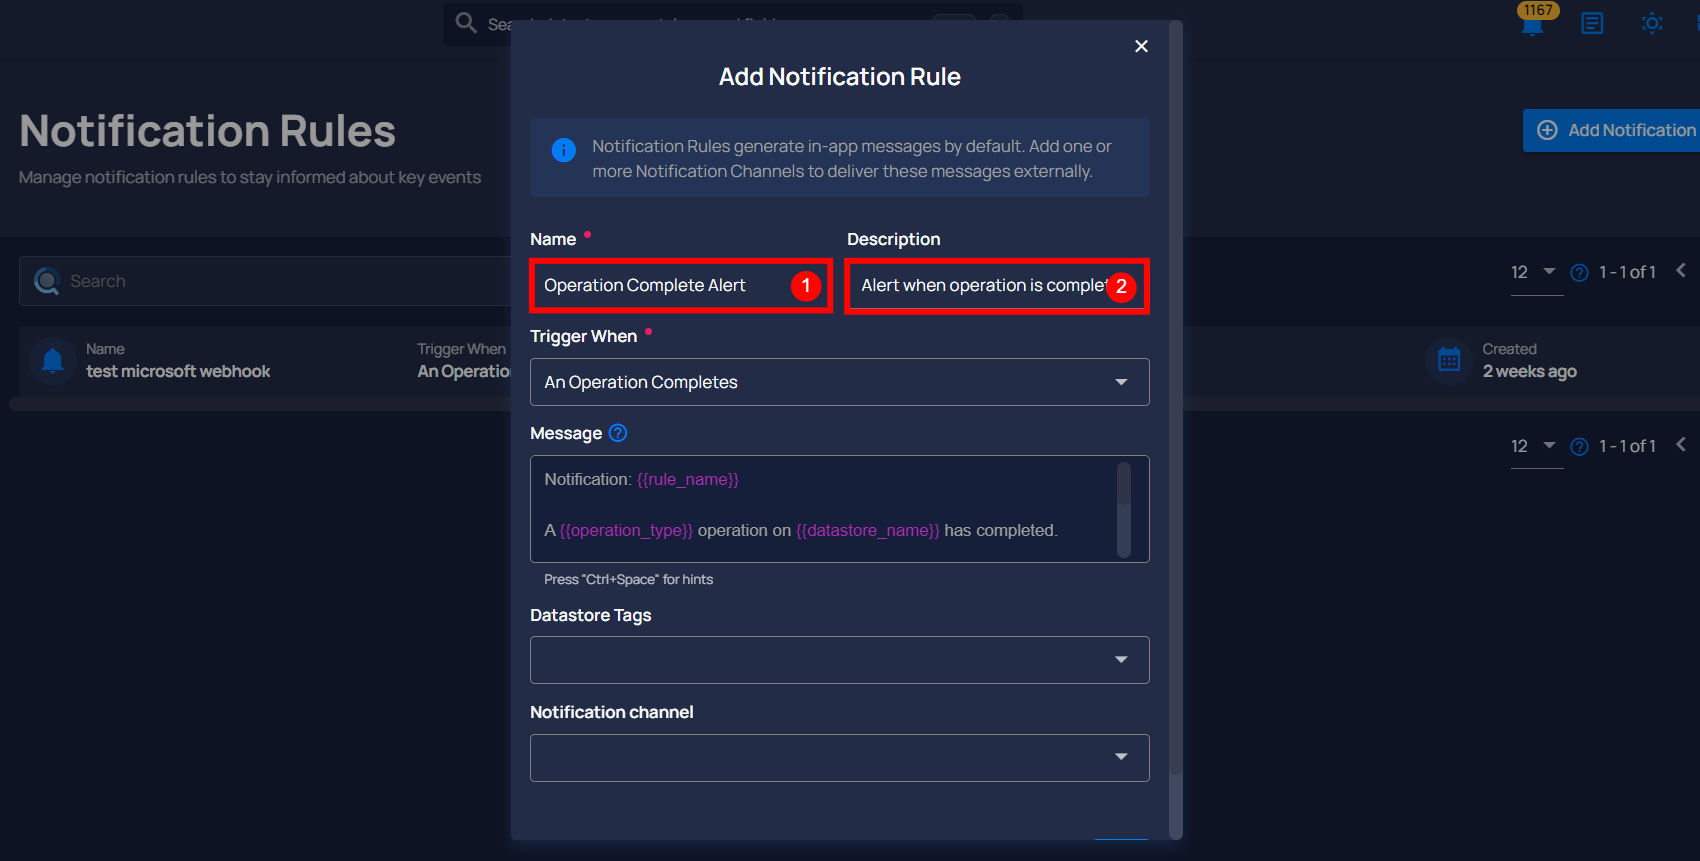 1167
Add Notification Rule
Notification Rules
Manage notification rules to stay informed about key events
Add Notification
Notification Rules generate in-app messages by default. Add one or
more Notification Channels to deliver these messages externally.
Name
Description
Operation Complete Alert
1
Alert when operation is complet
2
Search
12
1 - 1 of 1
Trigger When
An Operation Completes
Name
test microsoft webhook
Trigger When
An Operation
Created
2 weeks ago
Message
Notification: {{rule_name}}
A {{operation_type}} operation on {{datastore_name}} has completed.
12
1 - 1 of 1
Press "Ctrl+Space" for hints
Datastore Tags
Notification channel